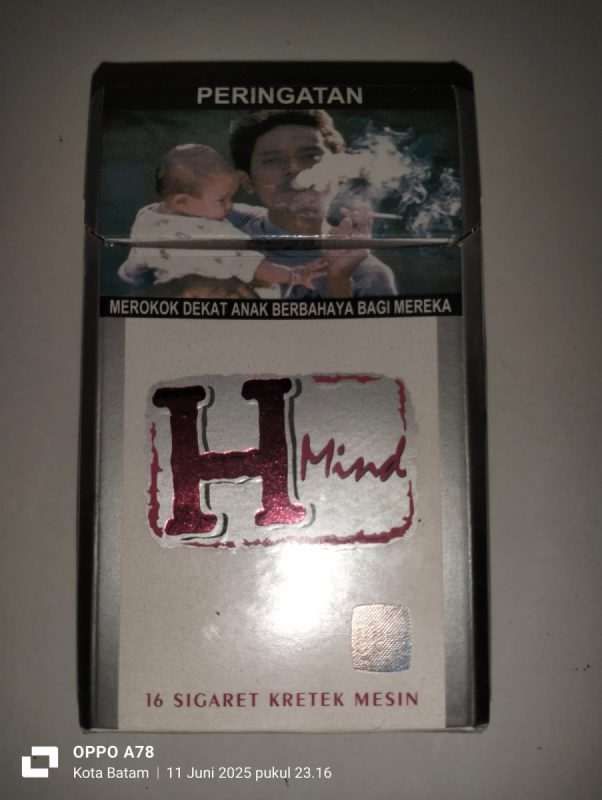 PERINGATAN
MEROKOK DEKAT ANAK BERBAHAYA BAGI MEREKA
H Mind
16 SIGARET KRETEK MESIN
OPPO A78
Kota Batam | 11 Juni 2025 pukul 23.16